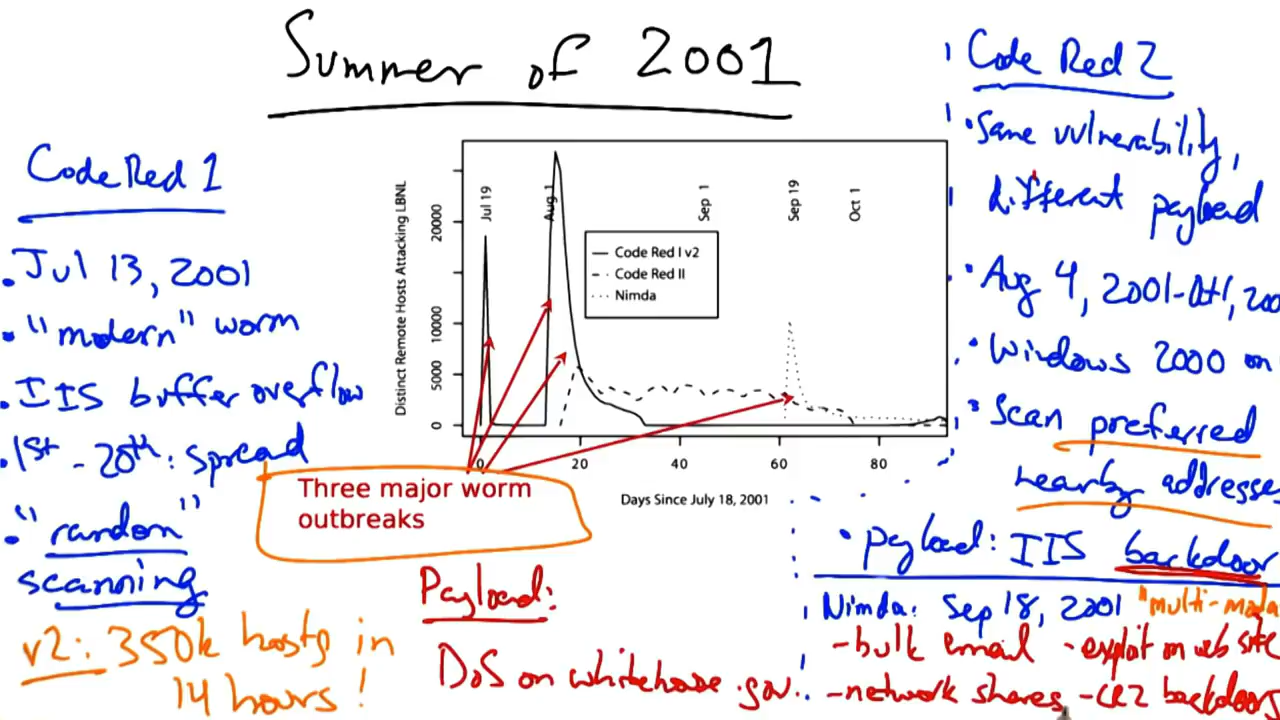 Summer of 2001
Code Red 1
• Jul 13, 2001
• "modern" worm
• IIS buffer overflow
• 1st - 20th: spread
• "random"
scanning
v2: 350k hosts in
14 hours!
Distinct Remote Hosts Attacking LBNL
0 5000 10000 20000
Jul 19
Aug 1
Sep 1
Sep 19
Oct 1
Code Red I v2
Code Red II
Nimda
0 20 40 60 80
Days Since July 18, 2001
Three major worm
outbreaks
Payload:
DoS on whitehouse.gov.
Code Red 2
• Same vulnerability,
different payload
• Aug 4, 2001-Oct 1, 200
• Windows 2000 on
• Scan preferred
nearby addresses
• payload: IIS backdoor
Nimda: Sep 18, 2001 "multi-moda
- bulk email - exploit on web site
- network shares - CR2 backdoors